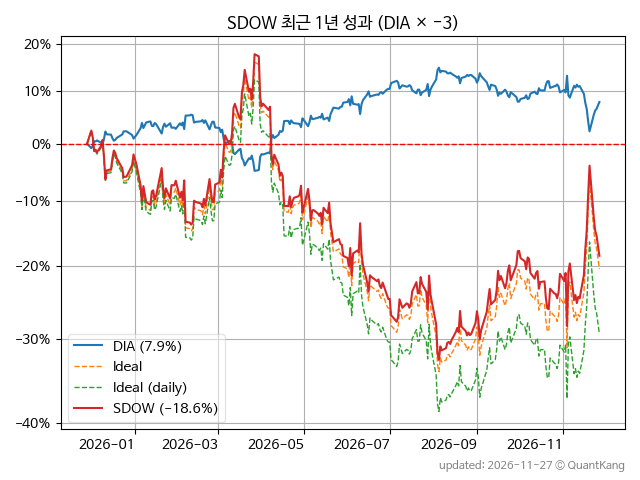 SDOW 최근 1년 성과 (DIA × −3)
20%
10%
0%
−10%
−20%
−30%
−40%
DIA (7.9%)
Ideal
Ideal (daily)
SDOW (−18.6%)
2026-01 2026-03 2026-05 2026-07 2026-09 2026-11
updated: 2026-11-27 © QuantKang